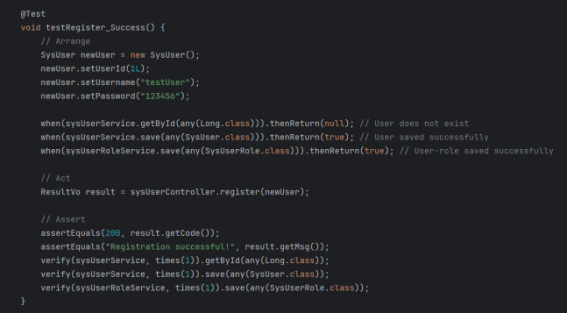 @Test
void testRegister_Success() {
    // Arrange
    SysUser newUser = new SysUser();
    newUser.setUserId(1L);
    newUser.setUsername("testUser");
    newUser.setPassword("123456");

    when(sysUserService.getById(any(Long.class))).thenReturn(null); // User does not exist
    when(sysUserService.save(any(SysUser.class))).thenReturn(true); // User saved successfully
    when(sysUserRoleService.save(any(SysUserRole.class))).thenReturn(true); // User-role saved successfully

    // Act
    ResultVo result = sysUserController.register(newUser);

    // Assert
    assertEquals(200, result.getCode());
    assertEquals("Registration successful!", result.getMsg());
    verify(sysUserService, times(1)).getById(any(Long.class));
    verify(sysUserService, times(1)).save(any(SysUser.class));
    verify(sysUserRoleService, times(1)).save(any(SysUserRole.class));
}